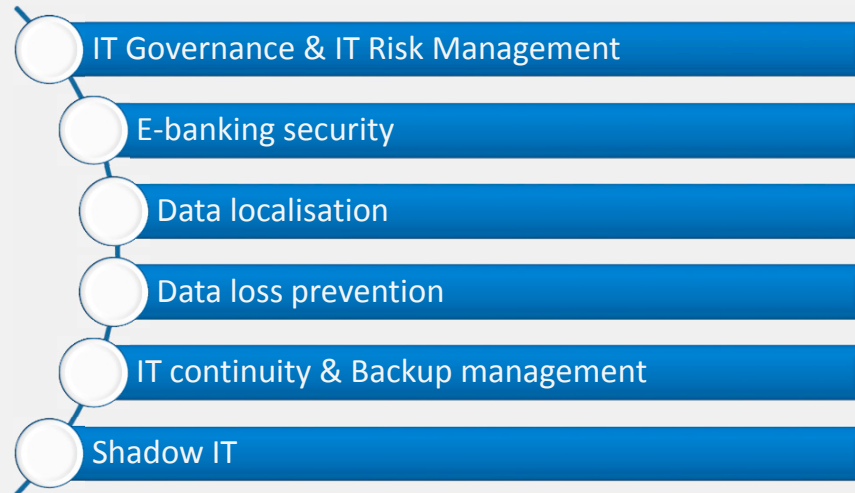 IT Governance & IT Risk Management
E-banking security
Data localisation
Data loss prevention
IT continuity & Backup management
Shadow IT